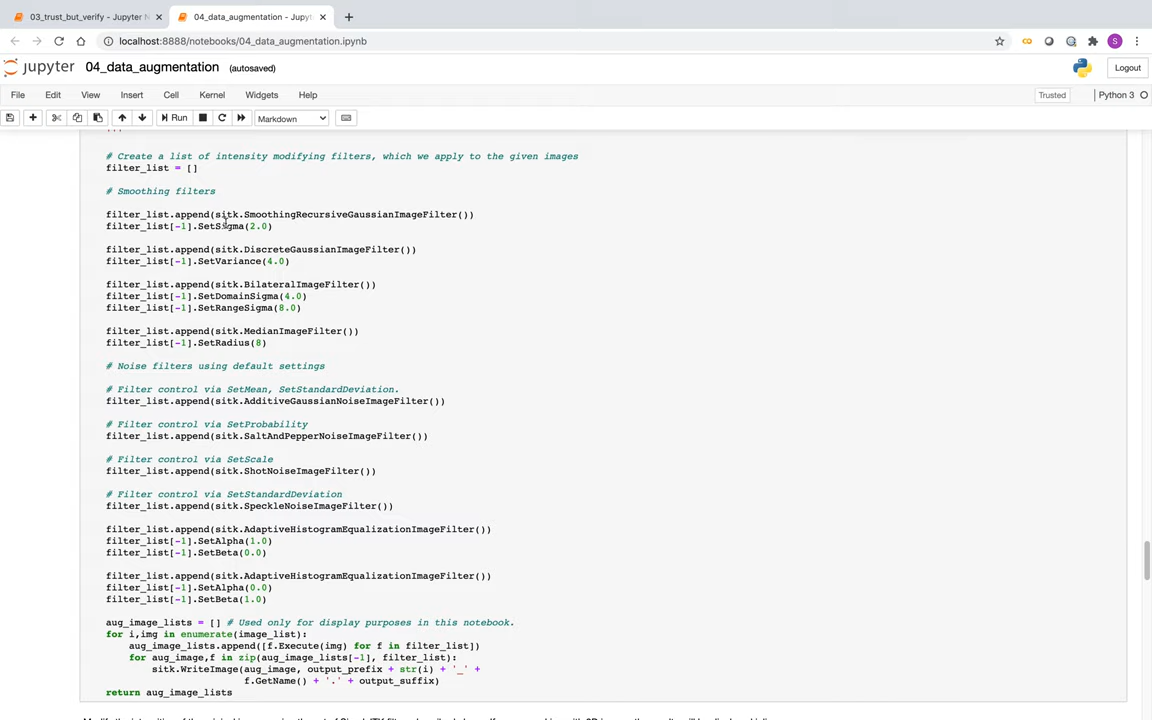 03_trust_but_verify - Jupyter N
04_data_augmentation - Jupyt
localhost:8888/notebooks/04_data_augmentation.ipynb
S
jupyter 04_data_augmentation (autosaved)
Logout
File Edit View Insert Cell Kernel Widgets Help
Trusted
Python 3
Run
Markdown
'''
# Create a list of intensity modifying filters, which we apply to the given images
filter_list = []
# Smoothing filters
filter_list.append(sitk.SmoothingRecursiveGaussianImageFilter())
filter_list[-1].SetSigma(2.0)
filter_list.append(sitk.DiscreteGaussianImageFilter())
filter_list[-1].SetVariance(4.0)
filter_list.append(sitk.BilateralImageFilter())
filter_list[-1].SetDomainSigma(4.0)
filter_list[-1].SetRangeSigma(8.0)
filter_list.append(sitk.MedianImageFilter())
filter_list[-1].SetRadius(8)
# Noise filters using default settings
# Filter control via SetMean, SetStandardDeviation.
filter_list.append(sitk.AdditiveGaussianNoiseImageFilter())
# Filter control via SetProbability
filter_list.append(sitk.SaltAndPepperNoiseImageFilter())
# Filter control via SetScale
filter_list.append(sitk.ShotNoiseImageFilter())
# Filter control via SetStandardDeviation
filter_list.append(sitk.SpeckleNoiseImageFilter())
filter_list.append(sitk.AdaptiveHistogramEqualizationImageFilter())
filter_list[-1].SetAlpha(1.0)
filter_list[-1].SetBeta(0.0)
filter_list.append(sitk.AdaptiveHistogramEqualizationImageFilter())
filter_list[-1].SetAlpha(0.0)
filter_list[-1].SetBeta(1.0)
aug_image_lists = [] # Used only for display purposes in this notebook.
for i,img in enumerate(image_list):
aug_image_lists.append([f.Execute(img) for f in filter_list])
for aug_image,f in zip(aug_image_lists[-1], filter_list):
sitk.WriteImage(aug_image, output_prefix + str(i) + '_' +
f.GetName() + '.' + output_suffix)
return aug_image_lists